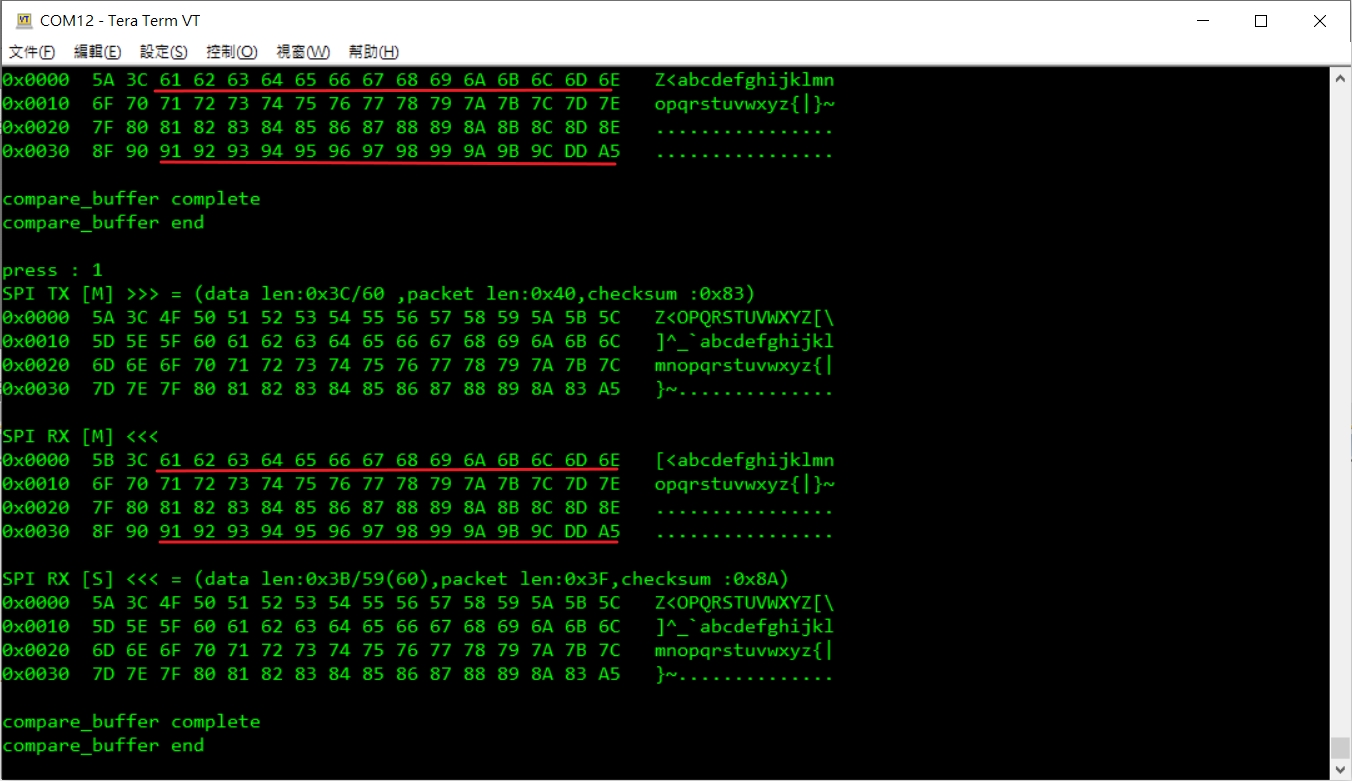 COM12 - Tera Term VT
文件(F) 編輯(E) 設定(S) 控制(O) 視窗(W) 幫助(H)
0x0000  5A 3C 61 62 63 64 65 66 67 68 69 6A 6B 6C 6D 6E   Z<abcdefghijklmn
0x0010  6F 70 71 72 73 74 75 76 77 78 79 7A 7B 7C 7D 7E   opqrstuvwxyz{|}~
0x0020  7F 80 81 82 83 84 85 86 87 88 89 8A 8B 8C 8D 8E   ................
0x0030  8F 90 91 92 93 94 95 96 97 98 99 9A 9B 9C DD A5   ................
compare_buffer complete
compare_buffer end
press : 1
SPI TX [M] >>> = (data len:0x3C/60 ,packet len:0x40,checksum :0x83)
0x0000  5A 3C 4F 50 51 52 53 54 55 56 57 58 59 5A 5B 5C   Z<OPQRSTUVWXYZ[\
0x0010  5D 5E 5F 60 61 62 63 64 65 66 67 68 69 6A 6B 6C   ]^_`abcdefghijkl
0x0020  6D 6E 6F 70 71 72 73 74 75 76 77 78 79 7A 7B 7C   mnopqrstuvwxyz{|
0x0030  7D 7E 7F 80 81 82 83 84 85 86 87 88 89 8A 83 A5   }~..............
SPI RX [M] <<<
0x0000  5B 3C 61 62 63 64 65 66 67 68 69 6A 6B 6C 6D 6E   [<abcdefghijklmn
0x0010  6F 70 71 72 73 74 75 76 77 78 79 7A 7B 7C 7D 7E   opqrstuvwxyz{|}~
0x0020  7F 80 81 82 83 84 85 86 87 88 89 8A 8B 8C 8D 8E   ................
0x0030  8F 90 91 92 93 94 95 96 97 98 99 9A 9B 9C DD A5   ................
SPI RX [S] <<< = (data len:0x3B/59(60),packet len:0x3F,checksum :0x8A)
0x0000  5A 3C 4F 50 51 52 53 54 55 56 57 58 59 5A 5B 5C   Z<OPQRSTUVWXYZ[\
0x0010  5D 5E 5F 60 61 62 63 64 65 66 67 68 69 6A 6B 6C   ]^_`abcdefghijkl
0x0020  6D 6E 6F 70 71 72 73 74 75 76 77 78 79 7A 7B 7C   mnopqrstuvwxyz{|
0x0030  7D 7E 7F 80 81 82 83 84 85 86 87 88 89 8A 83 A5   }~..............
compare_buffer complete
compare_buffer end